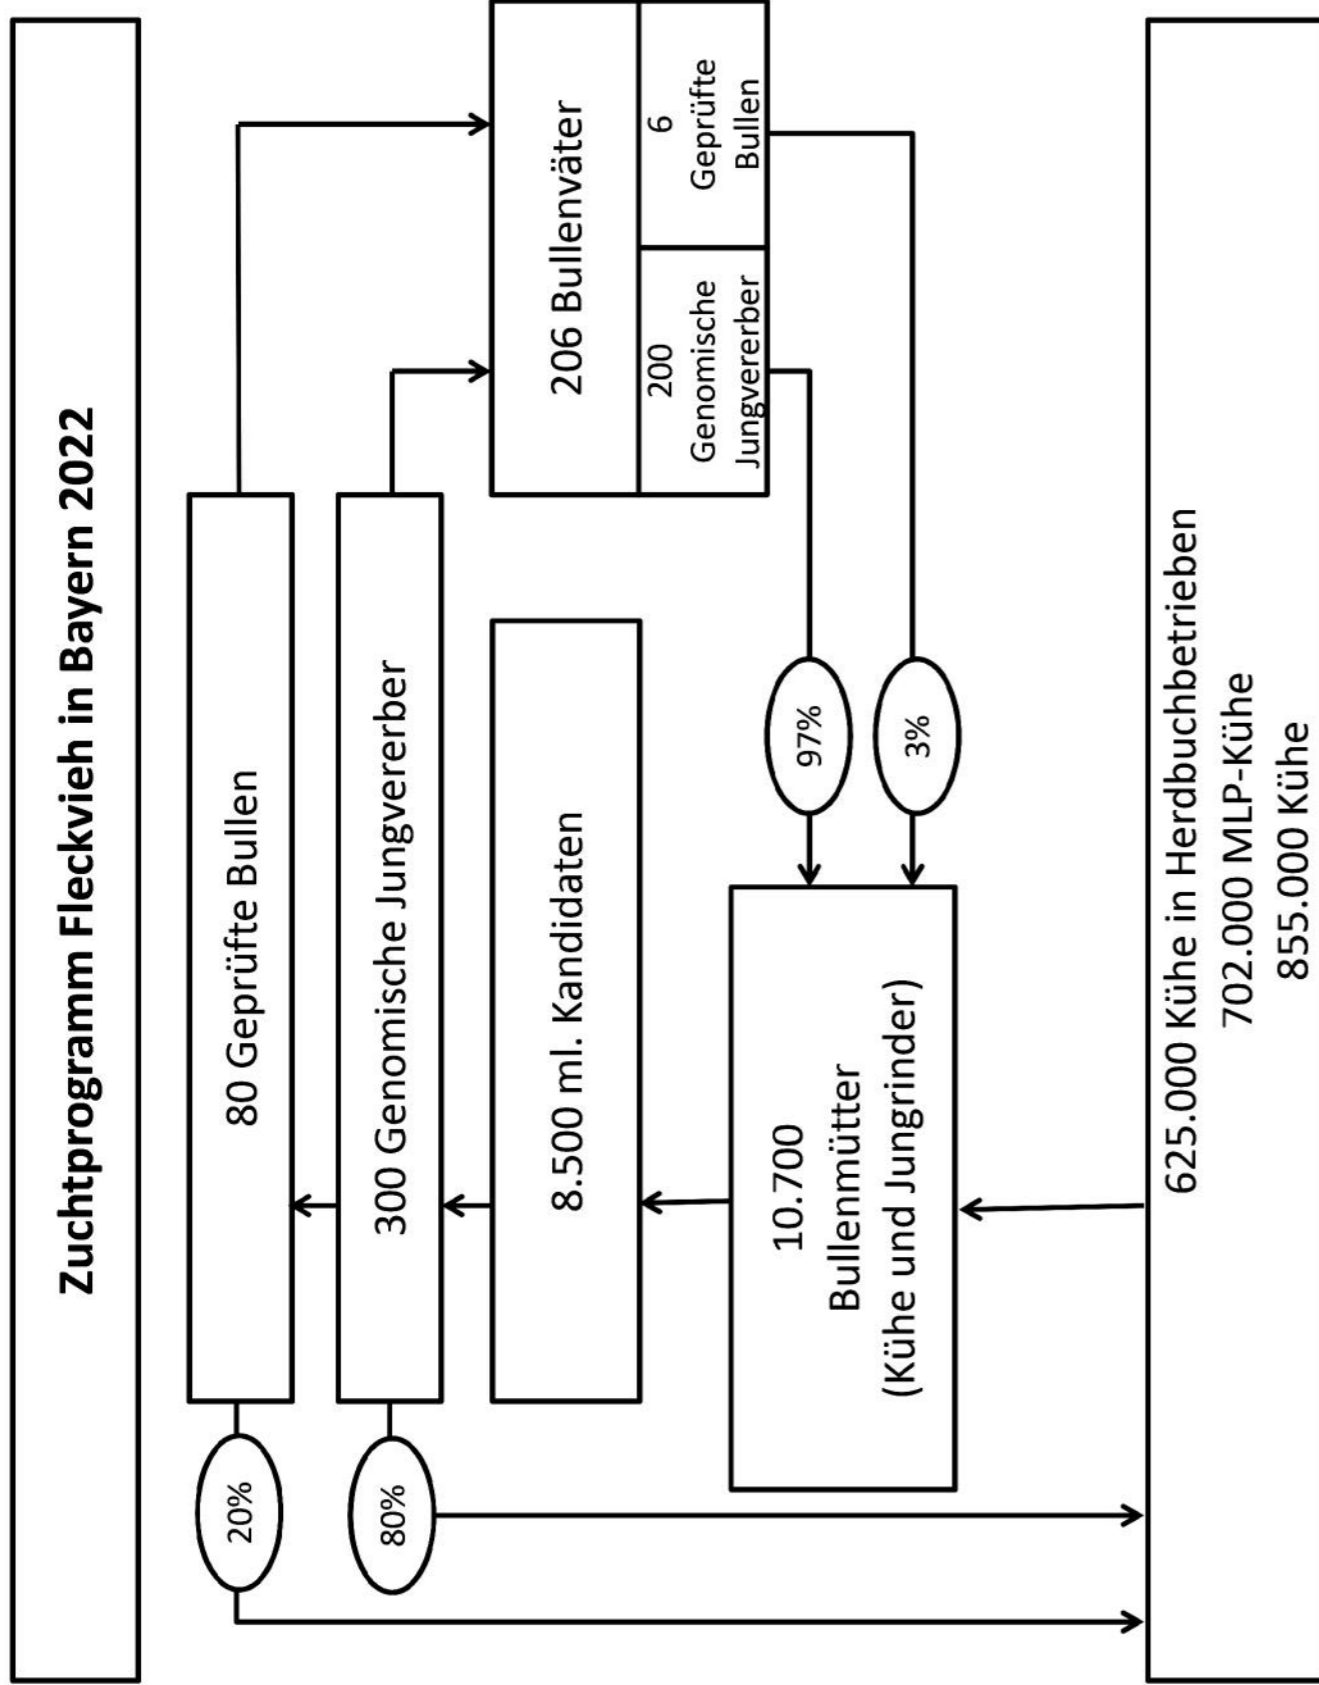 Zuchtprogramm Fleckvieh in Bayern 2022
20%
80 Geprüfte Bullen
80%
300 Genomische Jungvererber
8.500 ml. Kandidaten
206 Bullenväter
200
Genomische
Jungvererber
6
Geprüfte
Bullen
97%
3%
10.700
Bullenmütter
(Kühe und Jungrinder)
625.000 Kühe in Herdbuchbetrieben
702.000 MLP-Kühe
855.000 Kühe